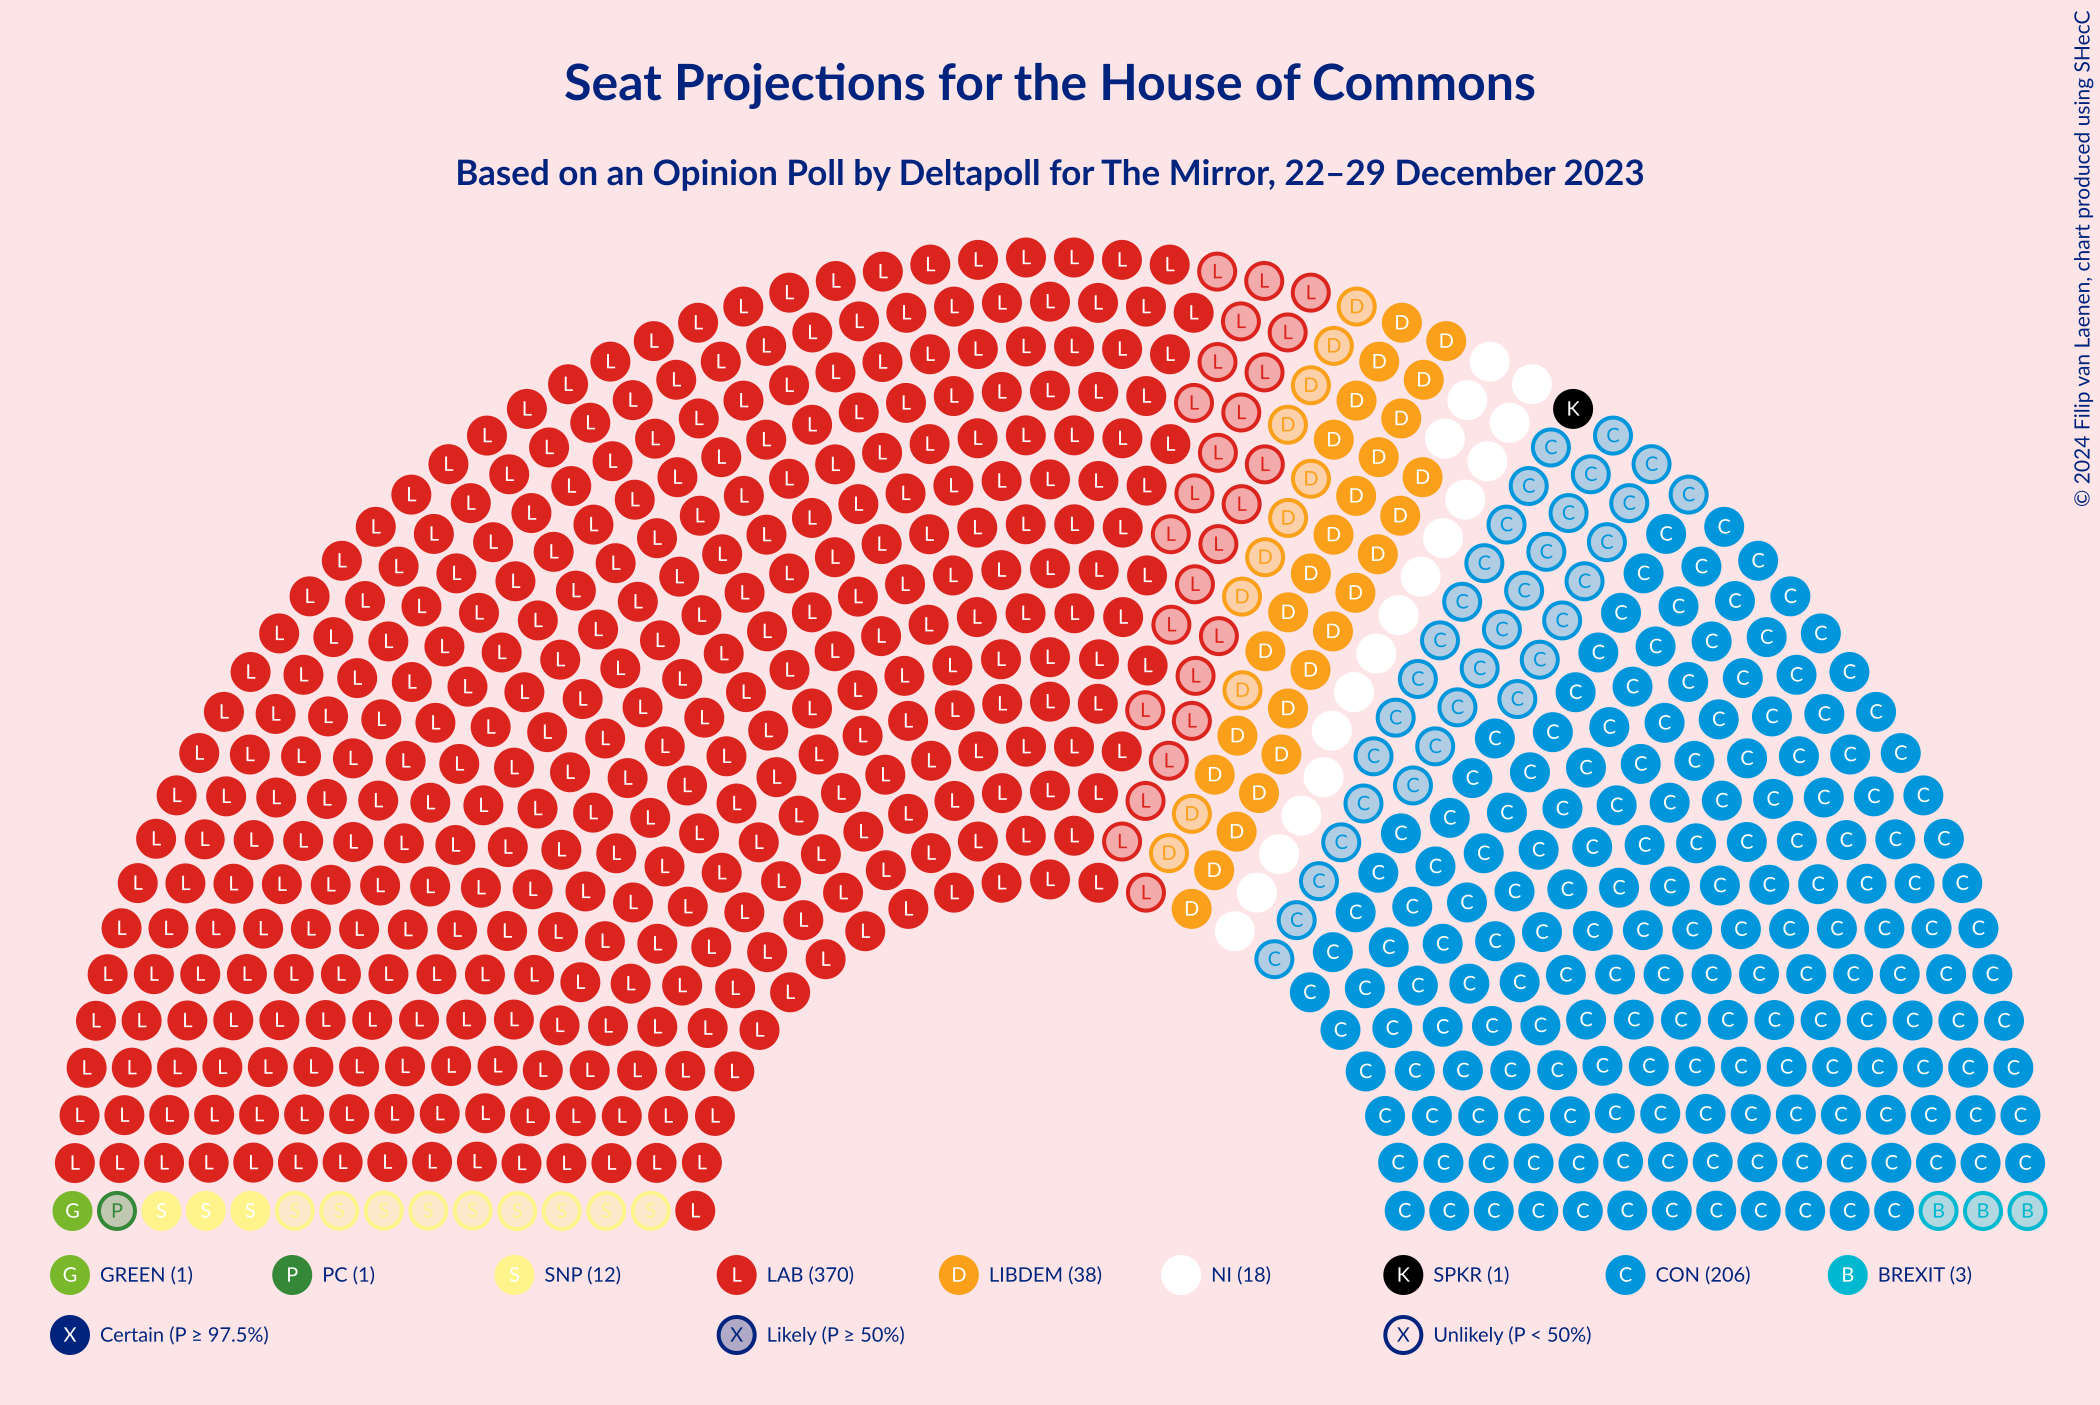 Seat Projections for the House of Commons
Based on an Opinion Poll by Deltapoll for The Mirror, 22–29 December 2023
© 2024 Filip van Laenen, chart produced using SHecC
G GREEN (1) P PC (1) S SNP (12) L LAB (370) D LIBDEM (38) NI (18) K SPKR (1) C CON (206) B BREXIT (3)
X Certain (P ≥ 97.5%) X Likely (P ≥ 50%) X Unlikely (P < 50%)